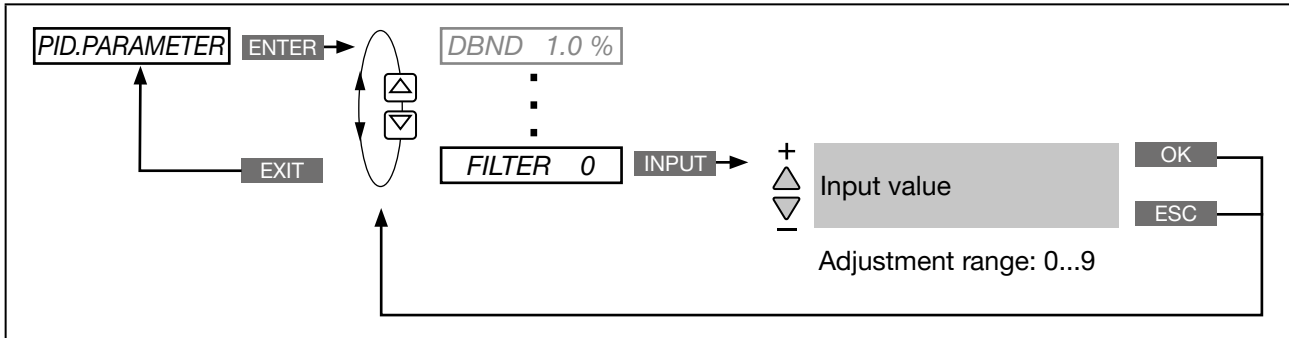 PID.PARAMETER ENTER DBND 1.0 %
EXIT FILTER 0 INPUT + Input value OK
– ESC
Adjustment range: 0...9